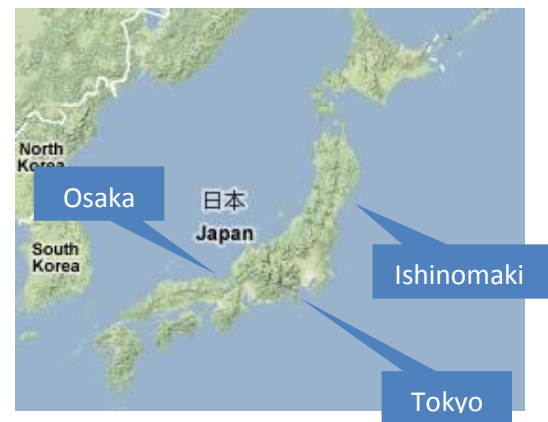 North
Korea
Osaka
日本
Japan
South
Korea
Ishinomaki
Tokyo